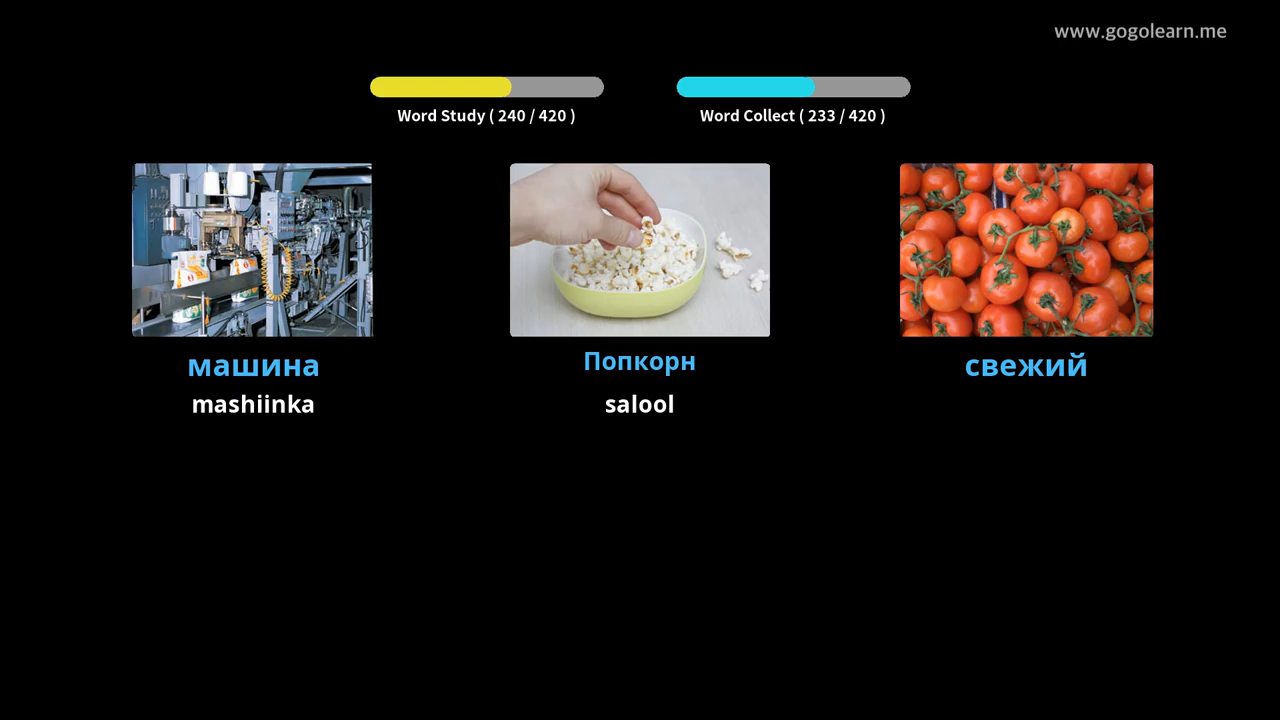 www.gogolearn.me
Word Study ( 240 / 420 )
Word Collect ( 233 / 420 )
машина
Попкорн
свежий
mashiinka
salool